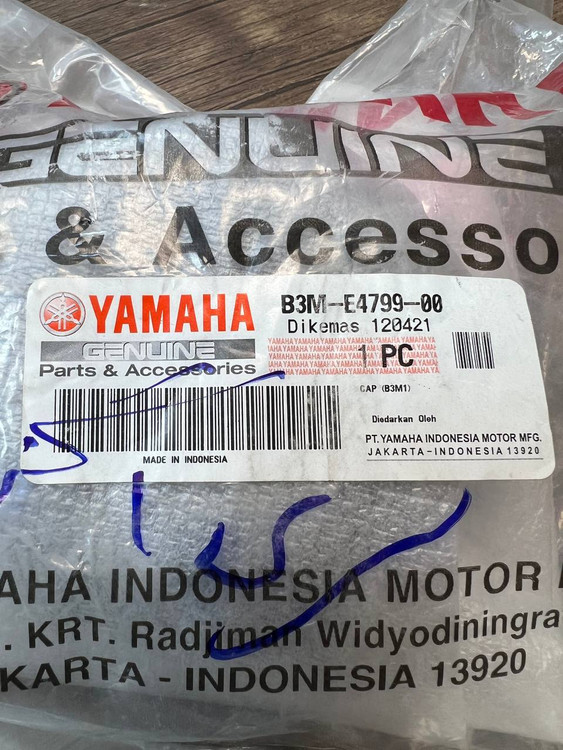 GENUINE
& Accesso
YAMAHA
B3M-E4799-00
Dikemas 120421
GENUINE
1 PC
Parts & Accessories
CAP (B3M1)
Diedarkan Oleh
MADE IN INDONESIA
PT. YAMAHA INDONESIA MOTOR MFG.
JAKARTA-INDONESIA 13920
AHA INDONESIA MOTOR
. KRT. Radjiman Widyodiningra
AKARTA - INDONESIA 13920